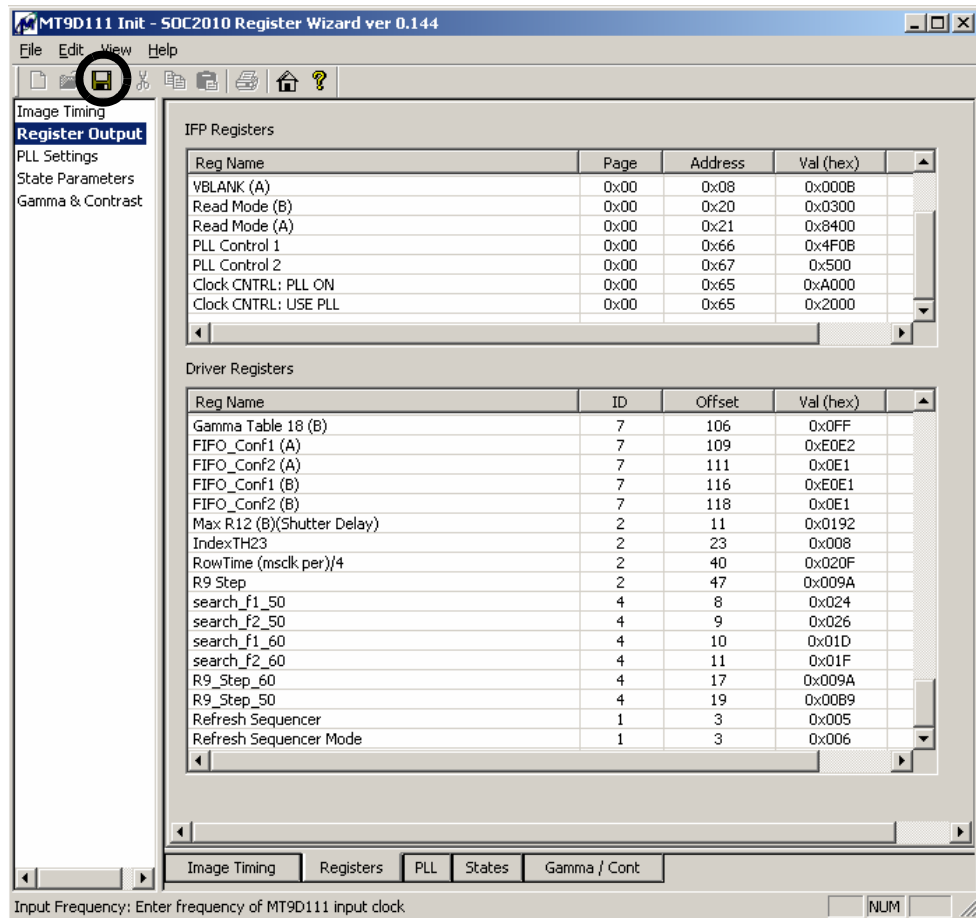 MT9D111 Init - SOC2010 Register Wizard ver 0.144
File Edit View Help
Image Timing
Register Output
PLL Settings
State Parameters
Gamma & Contrast
IFP Registers
Reg Name Page Address Val (hex)
VBLANK (A) 0x00 0x08 0x000B
Read Mode (B) 0x00 0x20 0x0300
Read Mode (A) 0x00 0x21 0x8400
PLL Control 1 0x00 0x66 0x4F0B
PLL Control 2 0x00 0x67 0x500
Clock CNTRL: PLL ON 0x00 0x65 0xA000
Clock CNTRL: USE PLL 0x00 0x65 0x2000
Driver Registers
Reg Name ID Offset Val (hex)
Gamma Table 18 (B) 7 106 0x0FF
FIFO_Conf1 (A) 7 109 0xE0E2
FIFO_Conf2 (A) 7 111 0x0E1
FIFO_Conf1 (B) 7 116 0xE0E1
FIFO_Conf2 (B) 7 118 0x0E1
Max R12 (B)(Shutter Delay) 2 11 0x0192
IndexTH23 2 23 0x008
RowTime (msclk per)/4 2 40 0x020F
R9 Step 2 47 0x009A
search_f1_50 4 8 0x024
search_f2_50 4 9 0x026
search_f1_60 4 10 0x01D
search_f2_60 4 11 0x01F
R9_Step_60 4 17 0x009A
R9_Step_50 4 19 0x00B9
Refresh Sequencer 1 3 0x005
Refresh Sequencer Mode 1 3 0x006
Image Timing Registers PLL States Gamma / Cont
Input Frequency: Enter frequency of MT9D111 input clock NUM